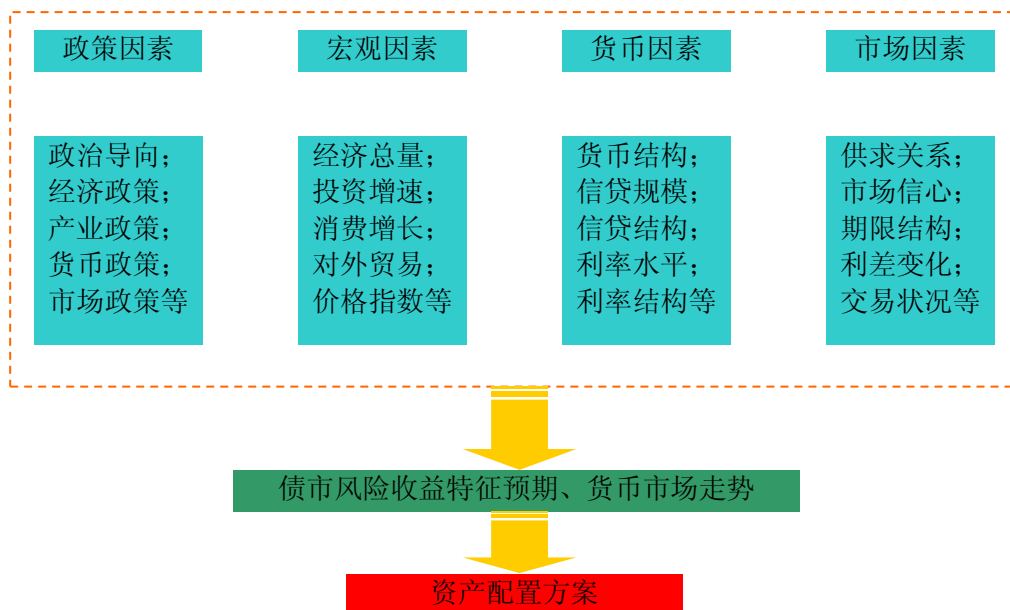 政策因素
宏观因素
货币因素
市场因素
政治导向；
经济政策；
产业政策；
货币政策；
市场政策等
经济总量；
投资增速；
消费增长；
对外贸易；
价格指数等
货币结构；
信贷规模；
信贷结构；
利率水平；
利率结构等
供求关系；
市场信心；
期限结构；
利差变化；
交易状况等
债市风险收益特征预期、货币市场走势
资产配置方案